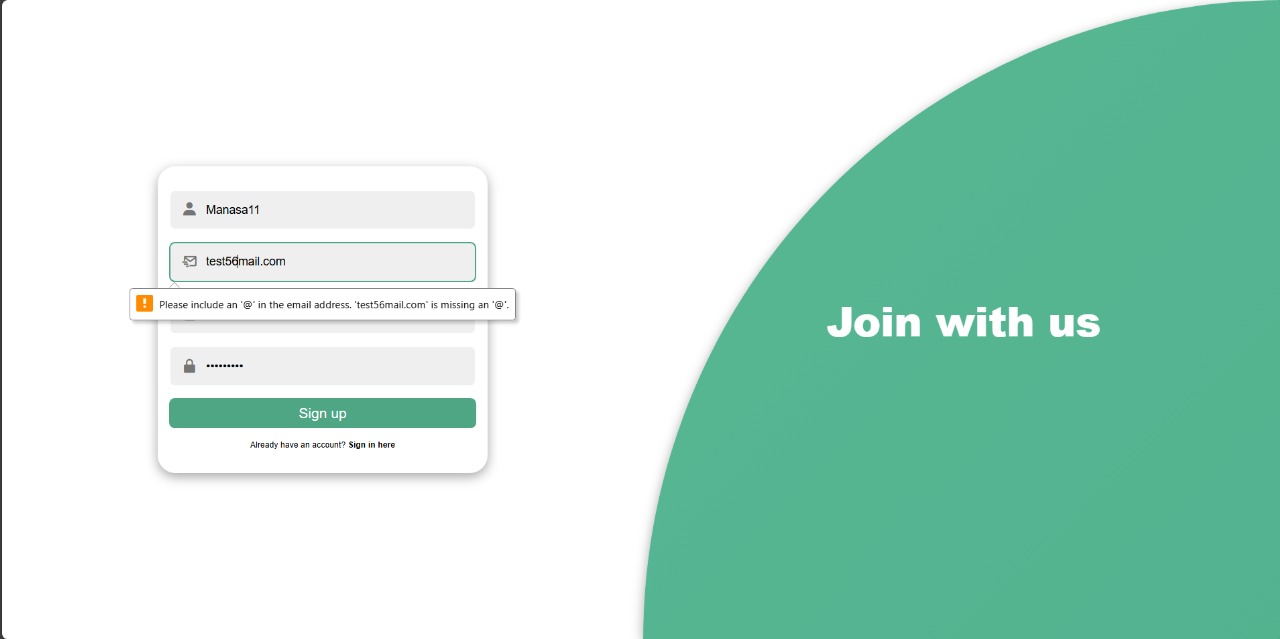 Manasa11
test56mail.com
Please include an '@' in the email address. 'test56mail.com' is missing an '@'.
•••••••••
Sign up
Already have an account? Sign in here
Join with us